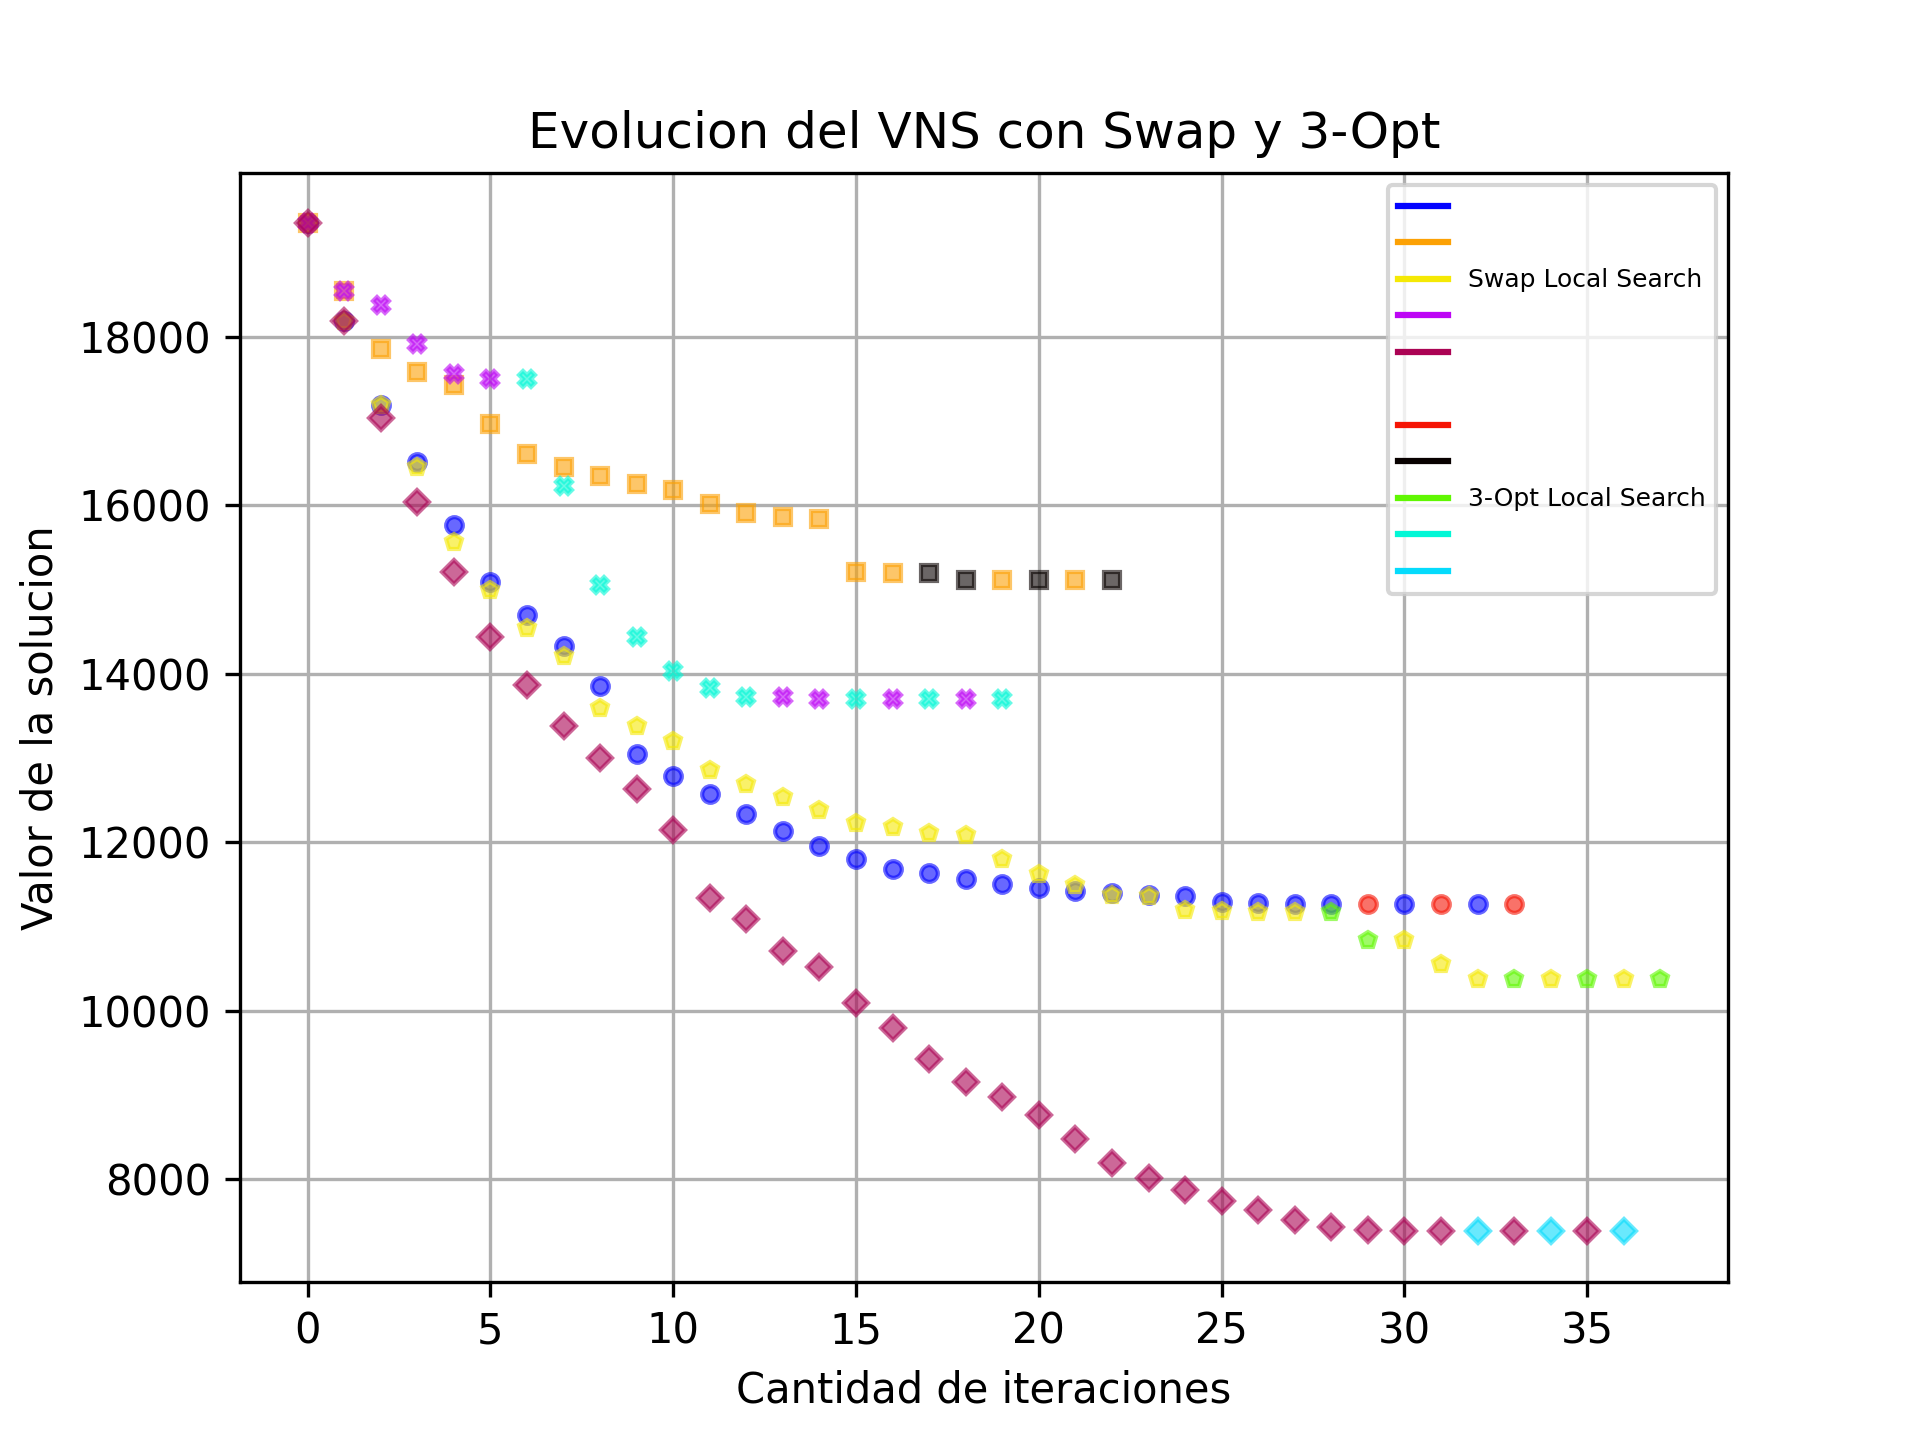 Evolucion del VNS con Swap y 3-Opt
Valor de la solucion
18000
16000
14000
12000
10000
8000
Swap Local Search
3-Opt Local Search
0 5 10 15 20 25 30 35
Cantidad de iteraciones